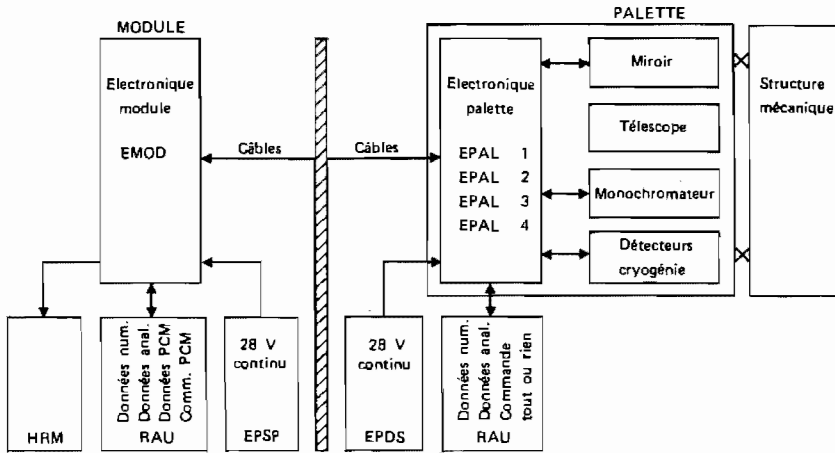 MODULE
Electronique
module
EMOD
Câbles
Câbles
PALETTE
Electronique
palette
EPAL 1
EPAL 2
EPAL 3
EPAL 4
Miroir
Télescope
Monochromateur
Détecteurs
cryogénie
Structure
mécanique
HRM
Données num.
Données anal.
Données PCM
Comm. PCM
RAU
28 V
continu
EPSP
28 V
continu
EPDS
Données num.
Données anal.
Commande
tout ou rien
RAU